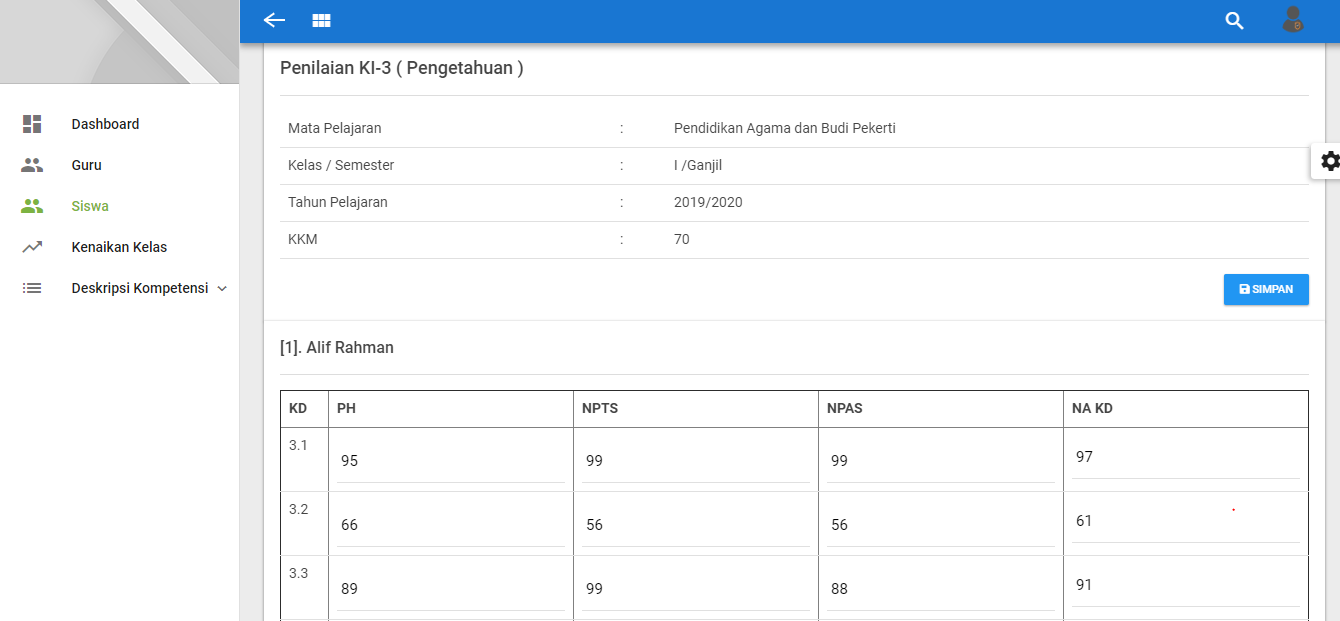 Dashboard
Guru
Siswa
Kenaikan Kelas
Deskripsi Kompetensi
Penilaian KI-3 ( Pengetahuan )
Mata Pelajaran : Pendidikan Agama dan Budi Pekerti
Kelas / Semester : I /Ganjil
Tahun Pelajaran : 2019/2020
KKM : 70
SIMPAN
[1]. Alif Rahman
KD PH NPTS NPAS NA KD
3.1 95 99 99 97
3.2 66 56 56 61
3.3 89 99 88 91